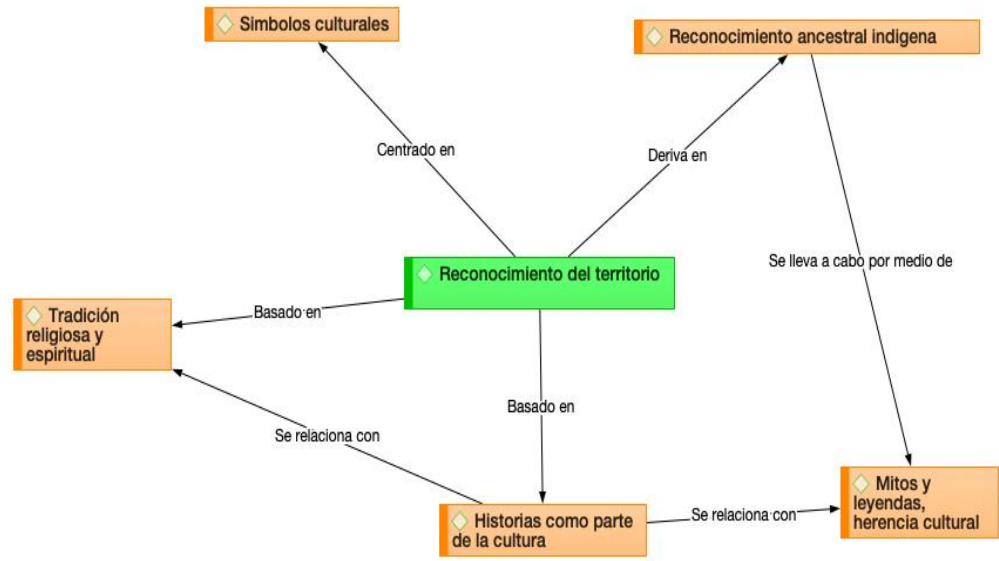 Simbolos culturales
Reconocimiento ancestral indigena
Centrado en
Deriva en
Se lleva a cabo por medio de
Reconocimiento del territorio
Basado en
Tradición
religiosa y
espiritual
Basado en
Se relaciona con
Mitos y
leyendas,
herencia cultural
Historias como parte
de la cultura
Se relaciona con